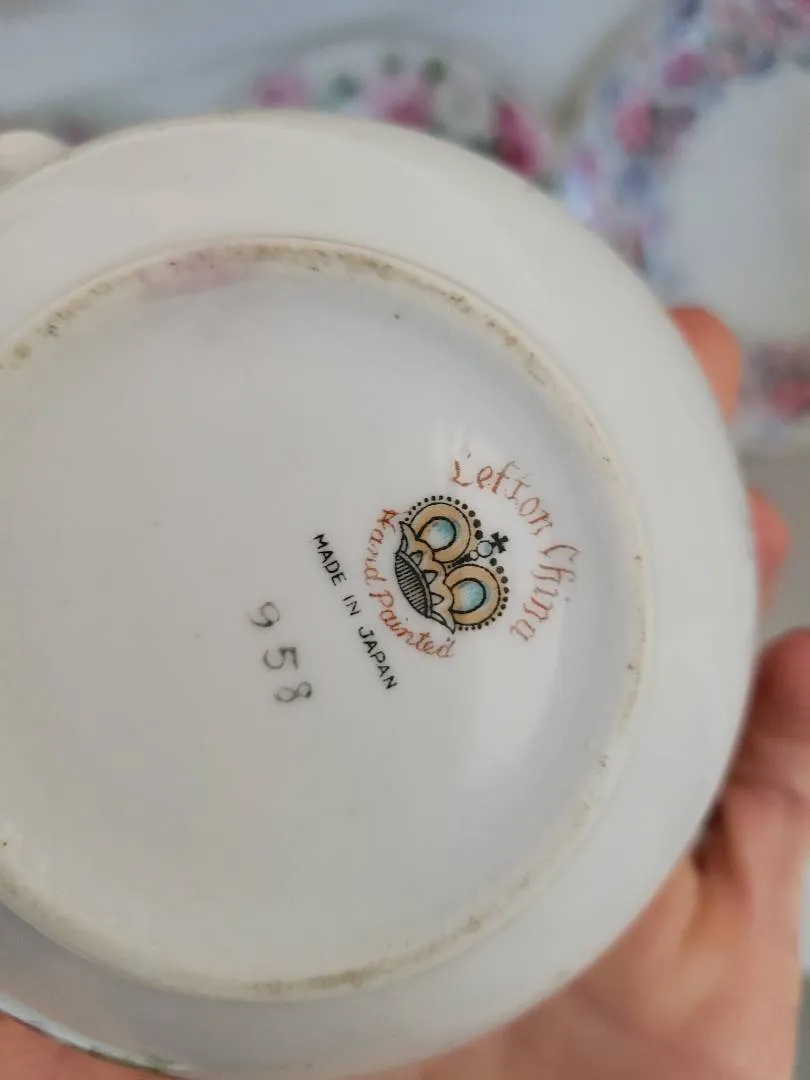 Lefton China
Hand Painted
MADE IN JAPAN
958